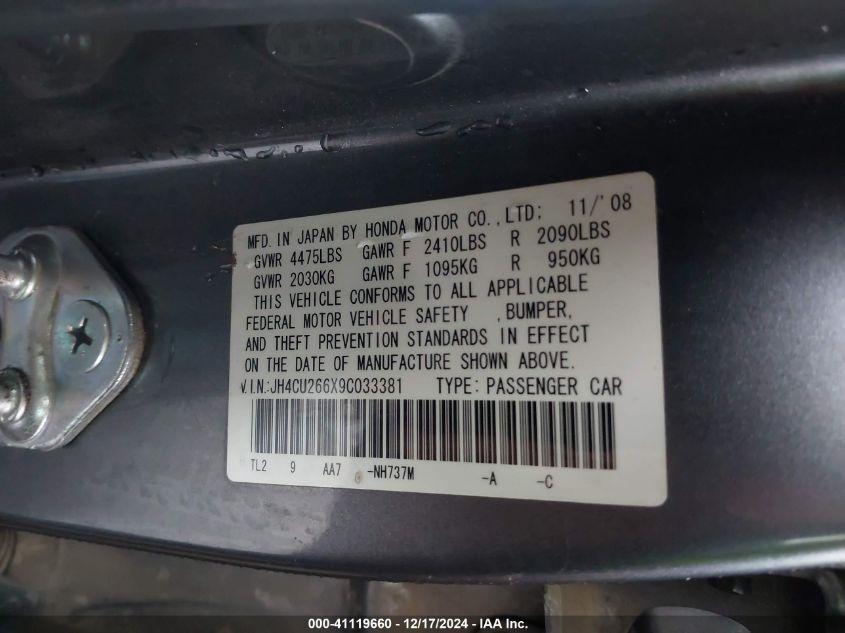 MFD. IN JAPAN BY HONDA MOTOR CO., LTD: 11/'08
GVWR 4475LBS GAWR F 2410LBS R 2090LBS
GVWR 2030KG GAWR F 1095KG R 950KG
THIS VEHICLE CONFORMS TO ALL APPLICABLE
FEDERAL MOTOR VEHICLE SAFETY , BUMPER,
AND THEFT PREVENTION STANDARDS IN EFFECT
ON THE DATE OF MANUFACTURE SHOWN ABOVE.
V.I.N:JH4CU266X9C033381 TYPE: PASSENGER CAR
TL2 9 AA7 -NH737M -A -C
000-41119660 - 12/17/2024 - IAA Inc.